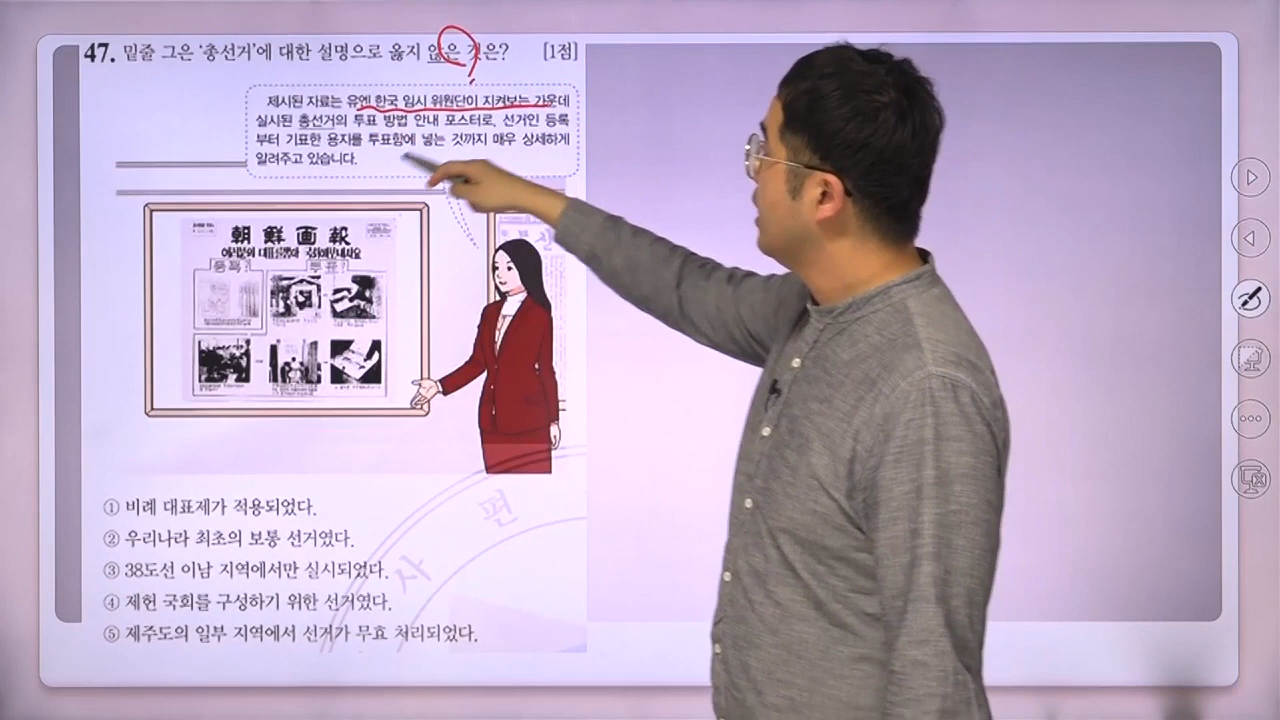 47. 밑줄 그은 ‘총선거’에 대한 설명으로 옳지 않은 것은? [1점]
제시된 자료는 유엔 한국 임시 위원단이 지켜보는 가운데
실시된 총선거의 투표 방법 안내 포스터로, 선거인 등록
부터 기표한 용지를 투표함에 넣는 것까지 매우 상세하게
알려주고 있습니다.
朝鮮画報
등록? 투표?
① 비례 대표제가 적용되었다.
② 우리나라 최초의 보통 선거였다.
③ 38도선 이남 지역에서만 실시되었다.
④ 제헌 국회를 구성하기 위한 선거였다.
⑤ 제주도의 일부 지역에서 선거가 무효 처리되었다.
사 편